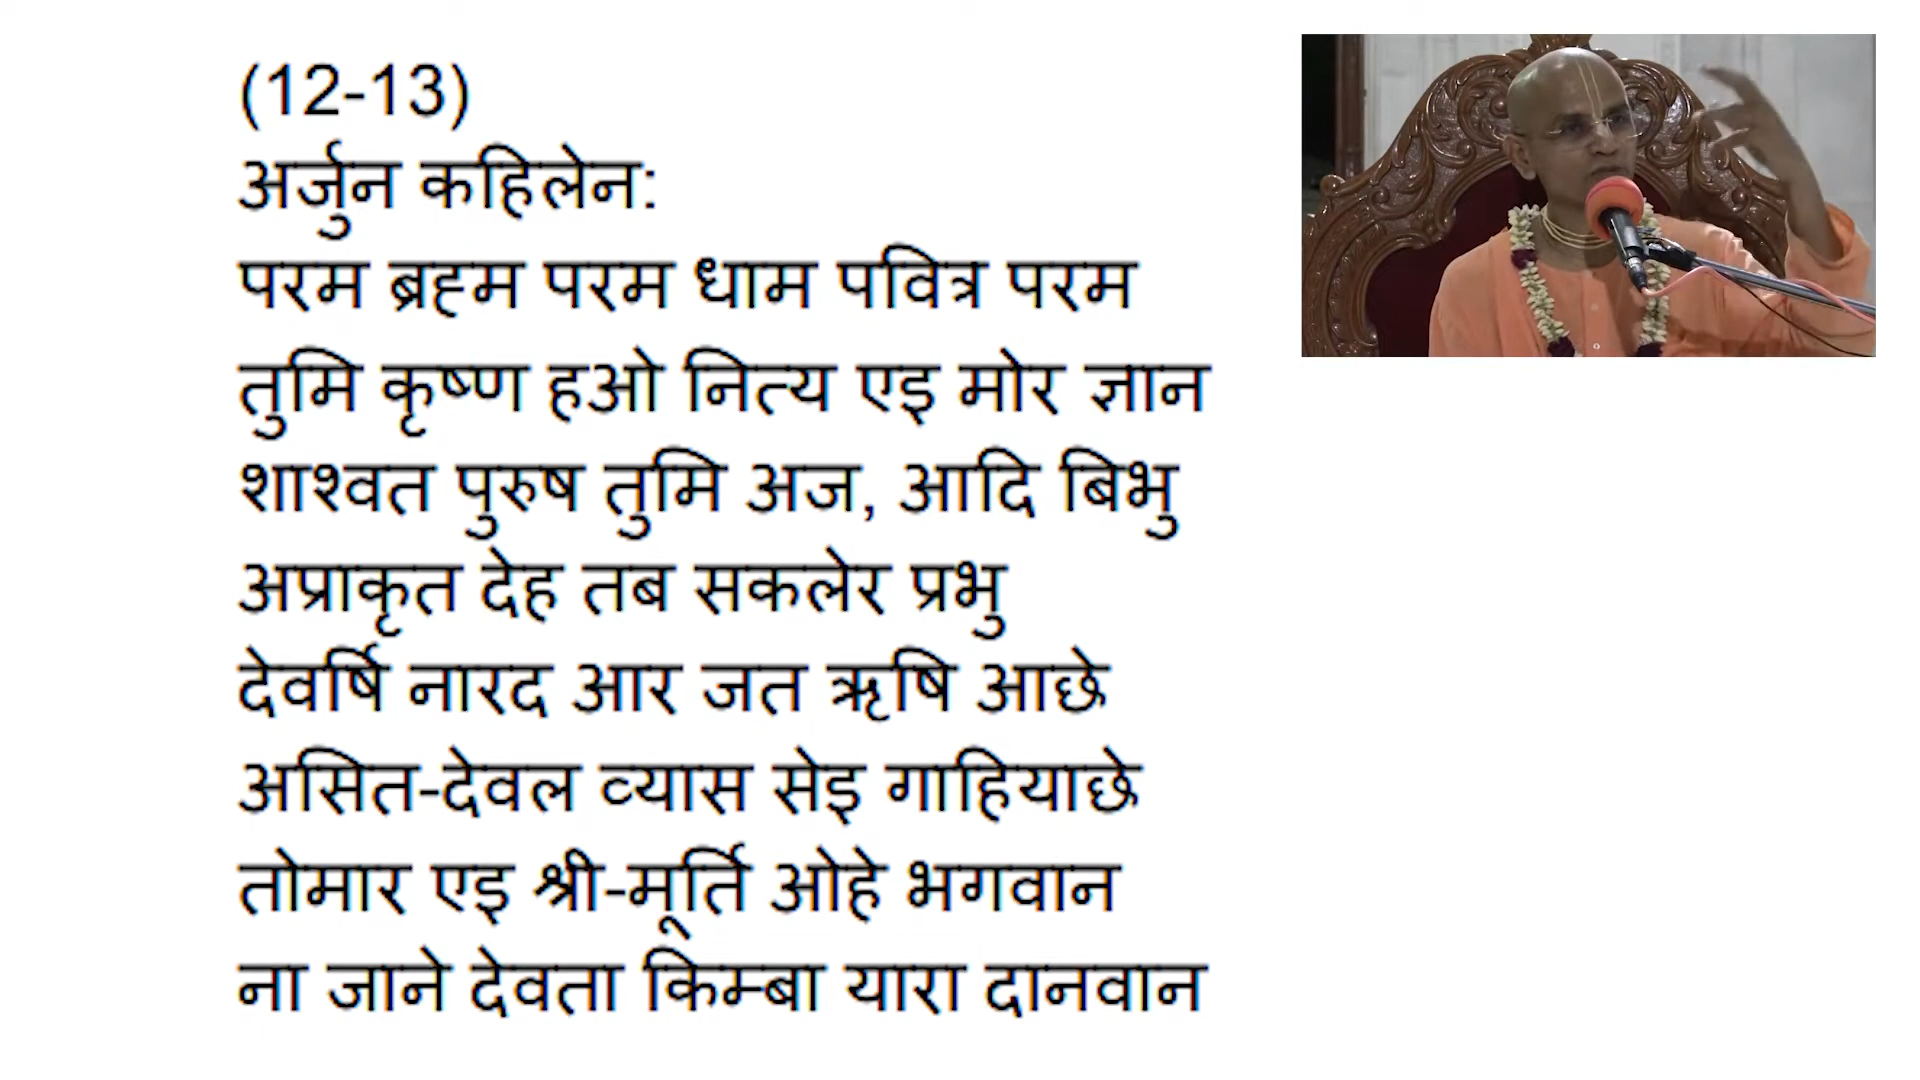 (12-13)
अर्जुन कहिलेन:
परम ब्रह्म परम धाम पवित्र परम
तुमि कृष्ण हओ नित्य एइ मोर ज्ञान
शाश्वत पुरुष तुमि अज, आदि बिभु
अप्राकृत देह तब सकलेर प्रभु
देवर्षि नारद आर जत ऋषि आछे
असित-देवल व्यास सेइ गाहियाछे
तोमार एइ श्री-मूर्ति ओहे भगवान
ना जाने देवता किम्बा यारा दानवान